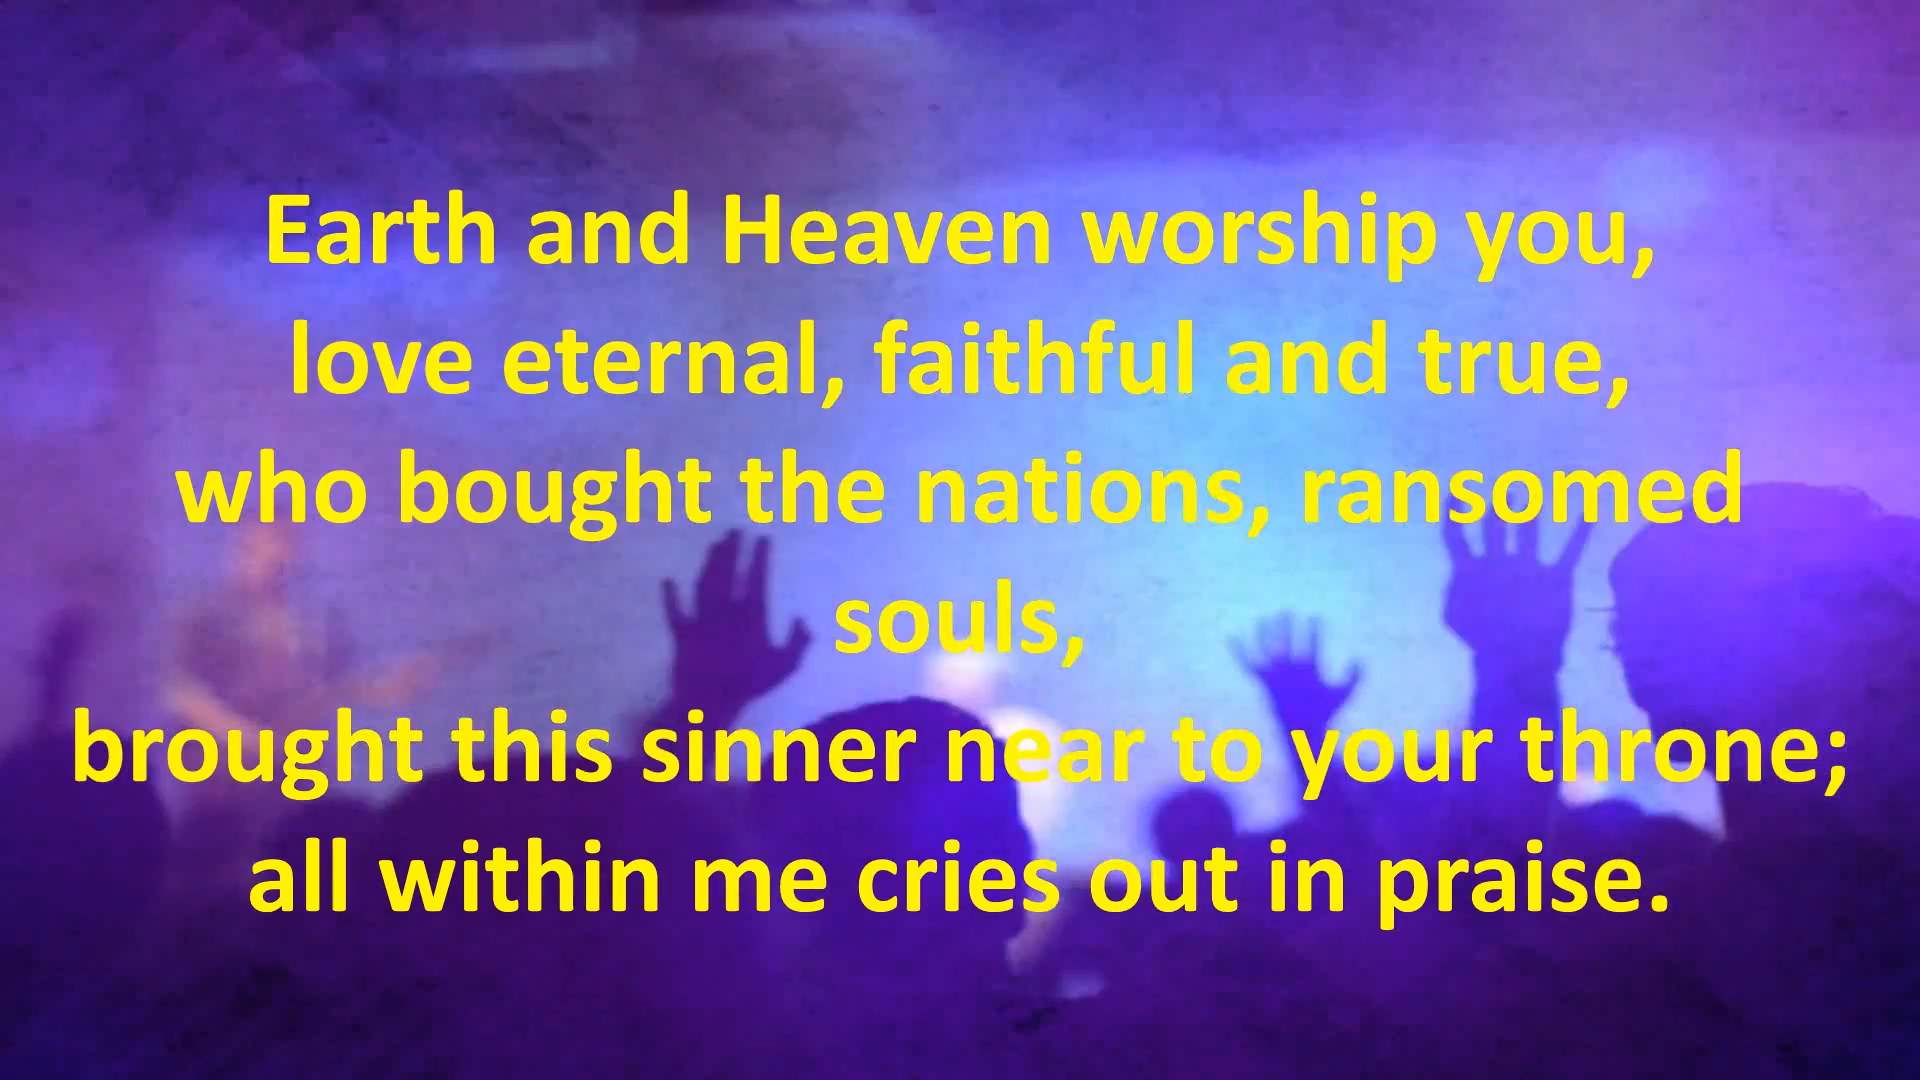 Earth and Heaven worship you,
love eternal, faithful and true,
who bought the nations, ransomed
souls,
brought this sinner near to your throne;
all within me cries out in praise.